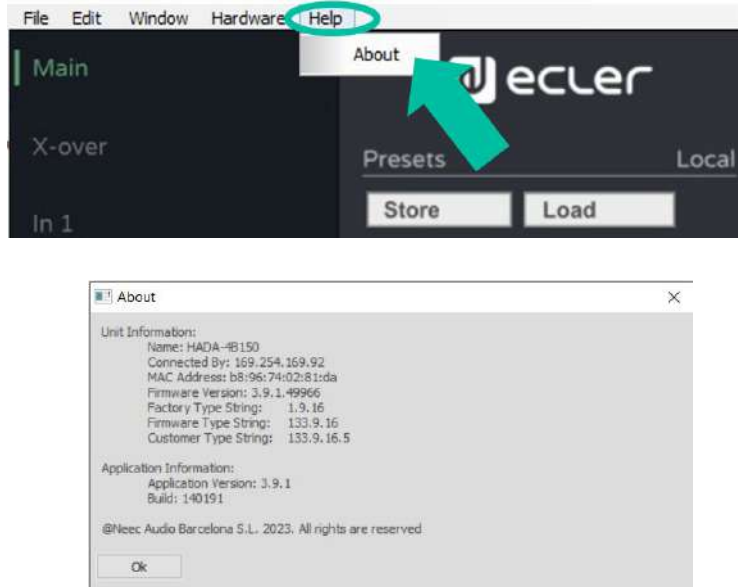 File Edit Window Hardware Help
About
Main
ecler
X-over
Presets Local
Store Load
In 1
About
Unit Information:
Name: HADA-4B150
Connected By: 169.254.169.92
MAC Address: b8:96:74:02:81:da
Firmware Version: 3.9.1.49966
Factory Type String: 1.9.16
Firmware Type String: 133.9.16
Customer Type String: 133.9.16.5
Application Information:
Application Version: 3.9.1
Build: 140191
@Neec Audio Barcelona S.L. 2023. All rights are reserved
Ok